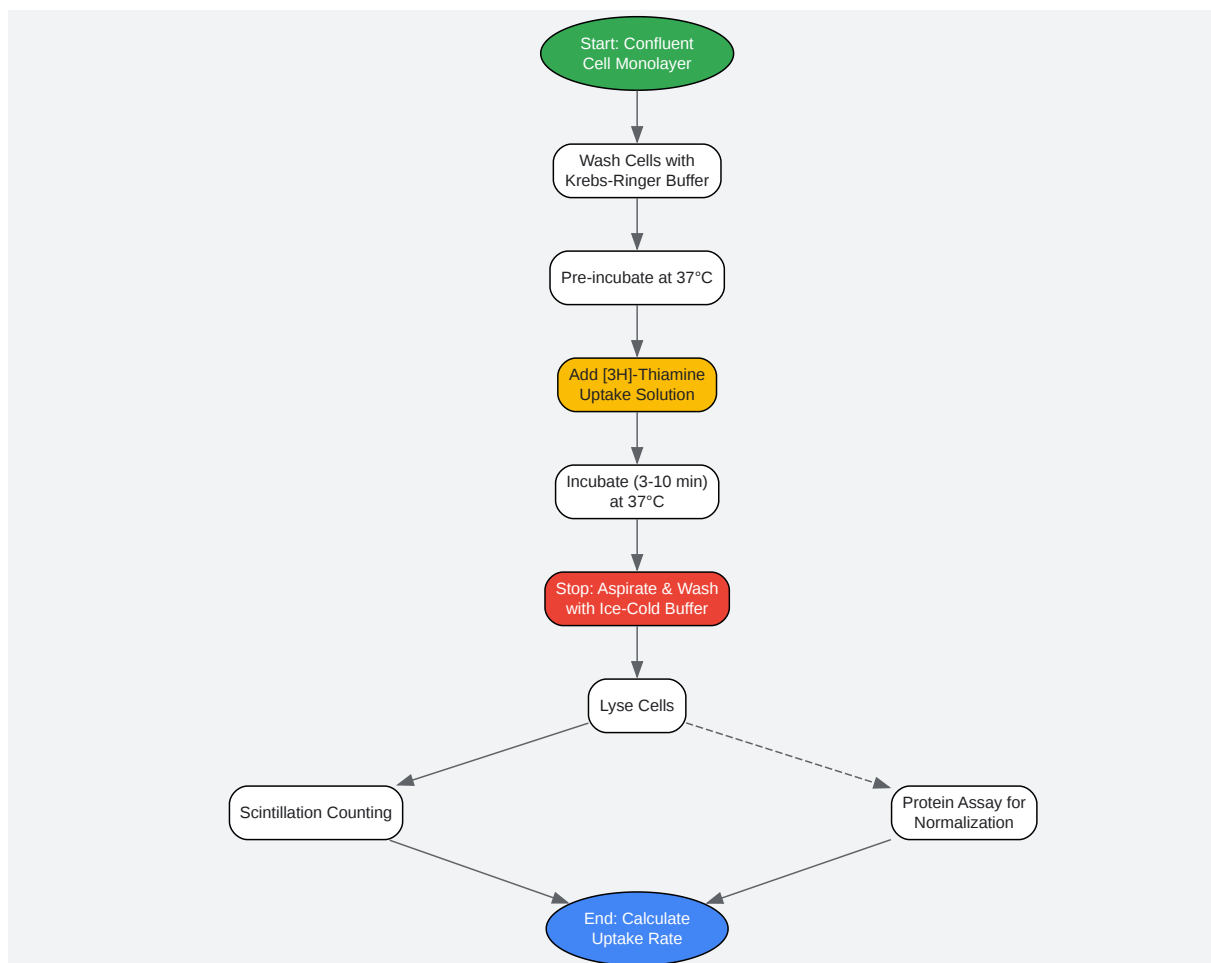 Start: Confluent
Cell Monolayer
Wash Cells with
Krebs-Ringer Buffer
Pre-incubate at 37°C
Add [3H]-Thiamine
Uptake Solution
Incubate (3-10 min)
at 37°C
Stop: Aspirate & Wash
with Ice-Cold Buffer
Lyse Cells
Scintillation Counting
Protein Assay for
Normalization
End: Calculate
Uptake Rate